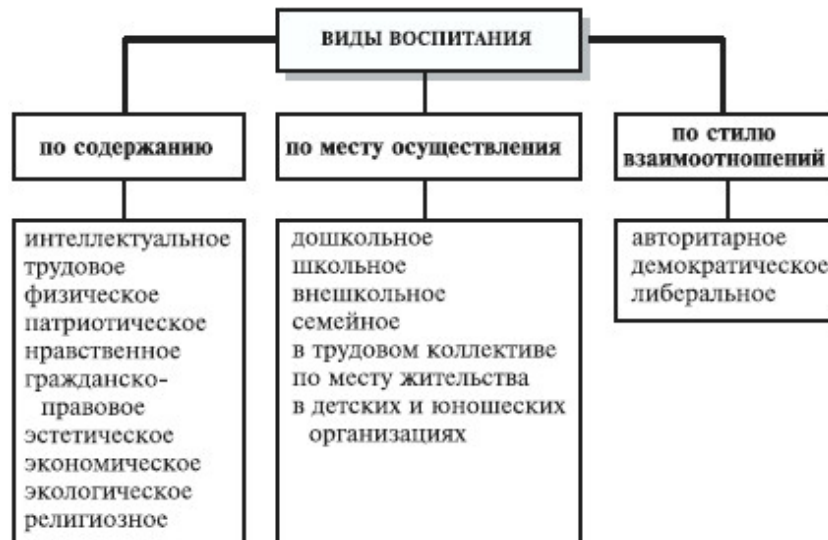 ВИДЫ ВОСПИТАНИЯ
по содержанию
интеллектуальное
трудовое
физическое
патриотическое
нравственное
гражданско-
правовое
эстетическое
экономическое
экологическое
религиозное
по месту осуществления
дошкольное
школьное
внешкольное
семейное
в трудовом коллективе
по месту жительства
в детских и юношеских
организациях
по стилю
взаимоотношений
авторитарное
демократическое
либеральное